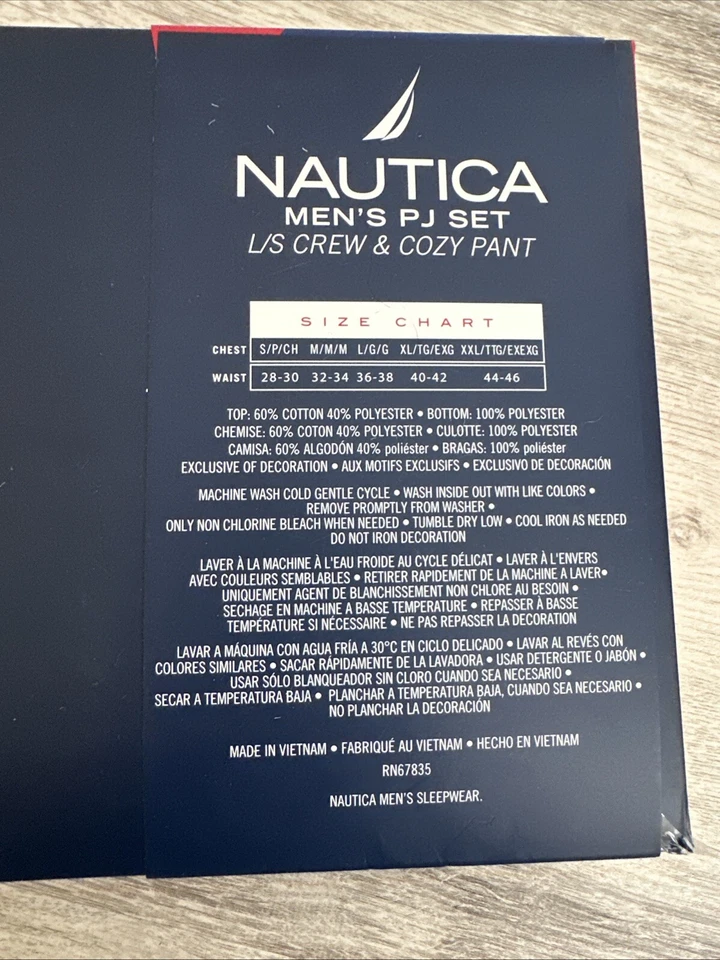 NAUTICA
MEN'S PJ SET
L/S CREW & COZY PANT
SIZE CHART
CHEST S/P/CH M/M/M L/G/G XL/TG/EXG XXL/TTG/EXEXG
WAIST 28-30 32-34 36-38 40-42 44-46
TOP: 60% COTTON 40% POLYESTER • BOTTOM: 100% POLYESTER
CHEMISE: 60% COTON 40% POLYESTER • CULOTTE: 100% POLYESTER
CAMISA: 60% ALGODÓN 40% poliéster • BRAGAS: 100% poliéster
EXCLUSIVE OF DECORATION • AUX MOTIFS EXCLUSIFS • EXCLUSIVO DE DECORACIÓN
MACHINE WASH COLD GENTLE CYCLE • WASH INSIDE OUT WITH LIKE COLORS •
REMOVE PROMPTLY FROM WASHER •
ONLY NON CHLORINE BLEACH WHEN NEEDED • TUMBLE DRY LOW • COOL IRON AS NEEDED
DO NOT IRON DECORATION
LAVER À LA MACHINE À L'EAU FROIDE AU CYCLE DÉLICAT • LAVER À L'ENVERS
AVEC COULEURS SEMBLABLES • RETIRER RAPIDEMENT DE LA MACHINE A LAVER•
UNIQUEMENT AGENT DE BLANCHISSEMENT NON CHLORE AU BESOIN •
SECHAGE EN MACHINE A BASSE TEMPERATURE • REPASSER À BASSE
TEMPÉRATURE SI NÉCESSAIRE • NE PAS REPASSER LA DECORATION
LAVAR A MÁQUINA CON AGUA FRÍA A 30°C EN CICLO DELICADO • LAVAR AL REVÉS CON
COLORES SIMILARES • SACAR RÁPIDAMENTE DE LA LAVADORA • USAR DETERGENTE O JABÓN •
USAR SÓLO BLANQUEADOR SIN CLORO CUANDO SEA NECESARIO •
SECAR A TEMPERATURA BAJA • PLANCHAR A TEMPERATURA BAJA, CUANDO SEA NECESARIO •
NO PLANCHAR LA DECORACIÓN
MADE IN VIETNAM • FABRIQUÉ AU VIETNAM • HECHO EN VIETNAM
RN67835
NAUTICA MEN'S SLEEPWEAR.